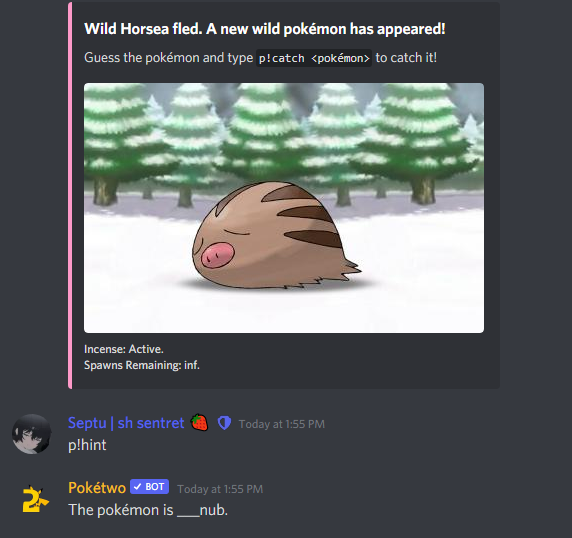 Wild Horsea fled. A new wild pokémon has appeared!
Guess the pokémon and type p!catch <pokémon> to catch it!
Incense: Active.
Spawns Remaining: inf.
Septu | sh sentret 🍓 Today at 1:55 PM
p!hint
Pokétwo ✓ BOT Today at 1:55 PM
The pokémon is ___nub.